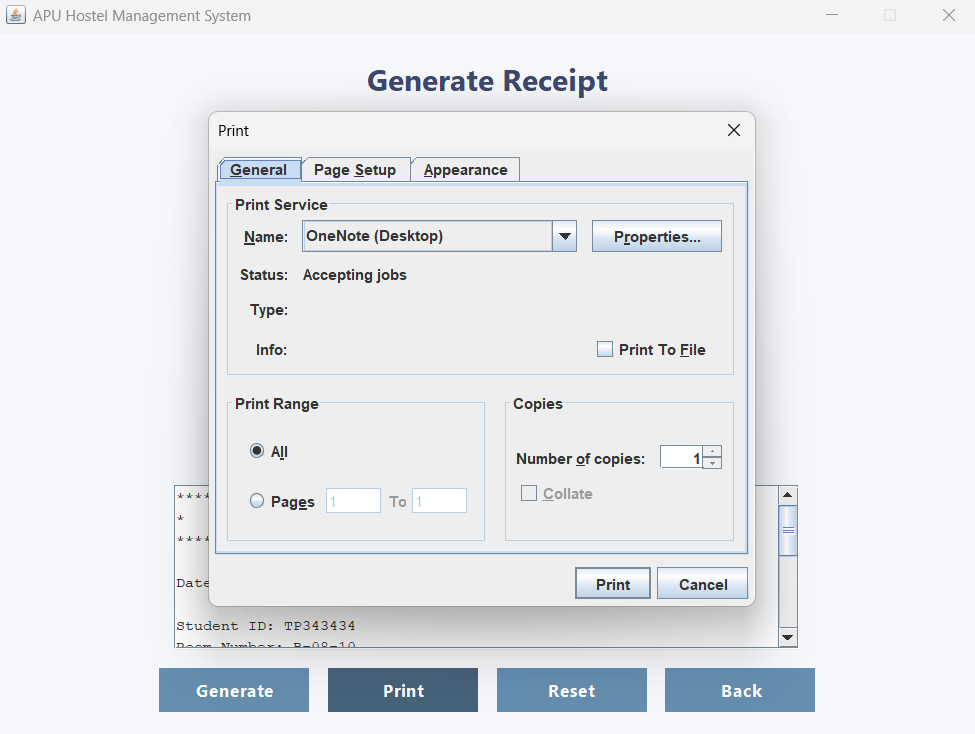 APU Hostel Management System
Generate Receipt
Print
General Page Setup Appearance
Print Service
Name: OneNote (Desktop) Properties...
Status: Accepting jobs
Type:
Info: Print To File
Print Range
All
Pages 1 To 1
Copies
Number of copies: 1
Collate
Print Cancel
****
*
****
Date
Student ID: TP343434
Room Number: B-08-10
Generate Print Reset Back